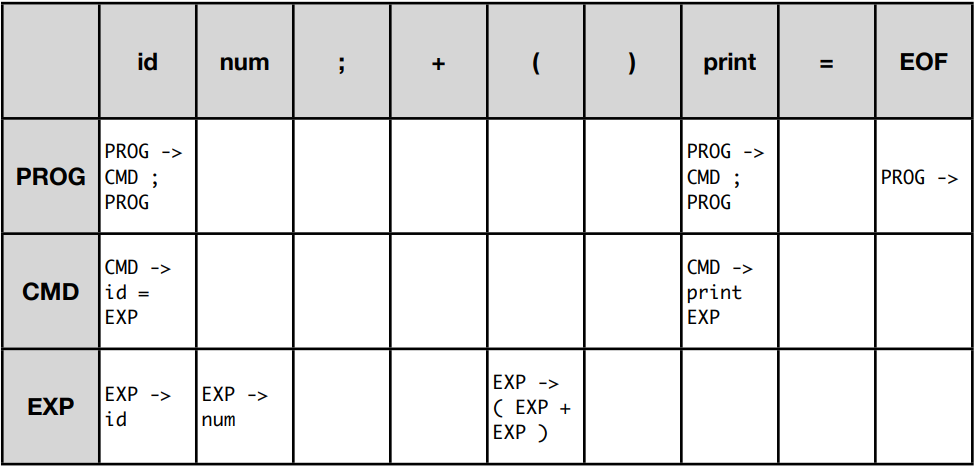 id num ; + ( ) print = EOF
PROG -> PROG -> 
PROG CMD ; CMD ; PROG ->
PROG PROG
CMD -> CMD ->
CMD id = print
EXP EXP
EXP ->
EXP EXP -> EXP -> ( EXP +
id num EXP )